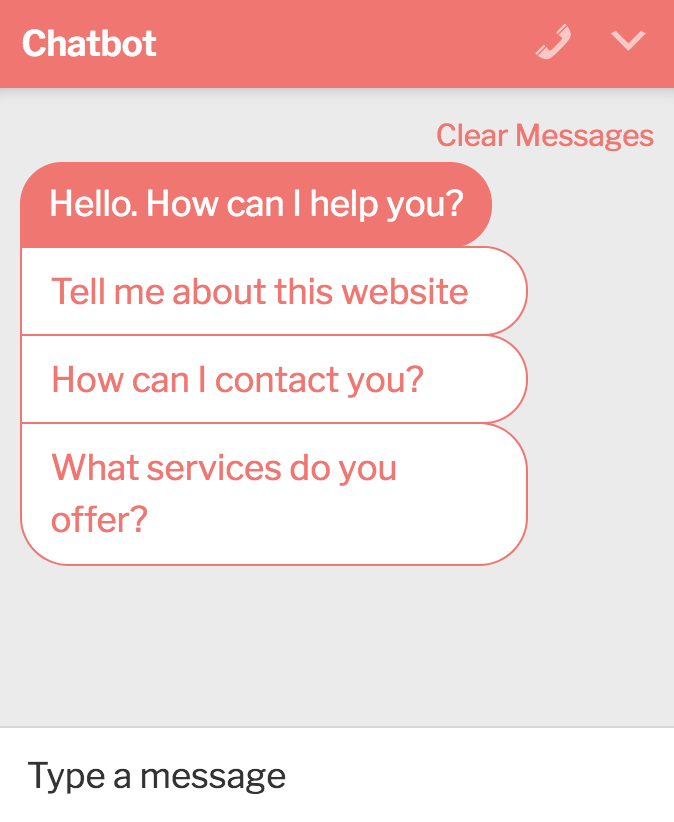 Chatbot
Clear Messages
Hello. How can I help you?
Tell me about this website
How can I contact you?
What services do you
offer?
Type a message